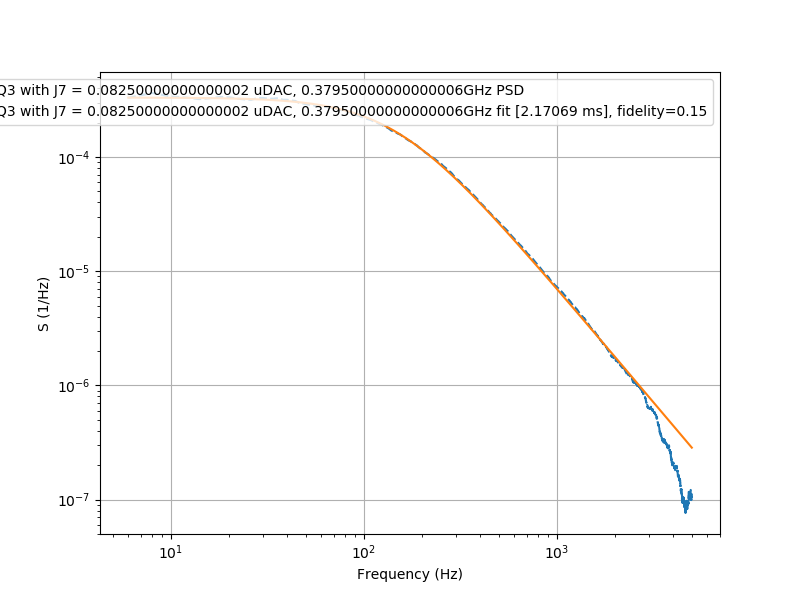 Q3 with J7 = 0.08250000000000002 uDAC, 0.37950000000000006GHz PSD
Q3 with J7 = 0.08250000000000002 uDAC, 0.37950000000000006GHz fit [2.17069 ms], fidelity=0.15
S (1/Hz)
10⁻⁴
10⁻⁵
10⁻⁶
10⁻⁷
10¹ 10² 10³
Frequency (Hz)